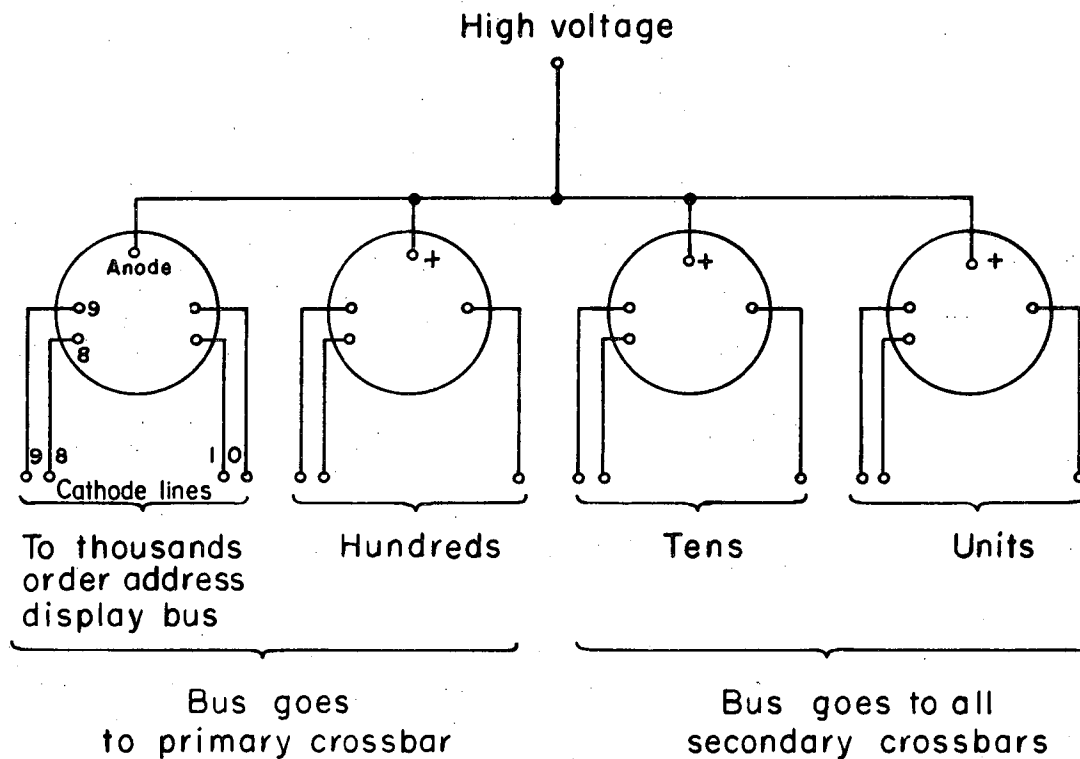 High voltage
Anode
+
+
+
9
8
9 8
1 0
Cathode lines
To thousands
order address
display bus
Hundreds
Tens
Units
Bus goes
to primary crossbar
Bus goes to all
secondary crossbars